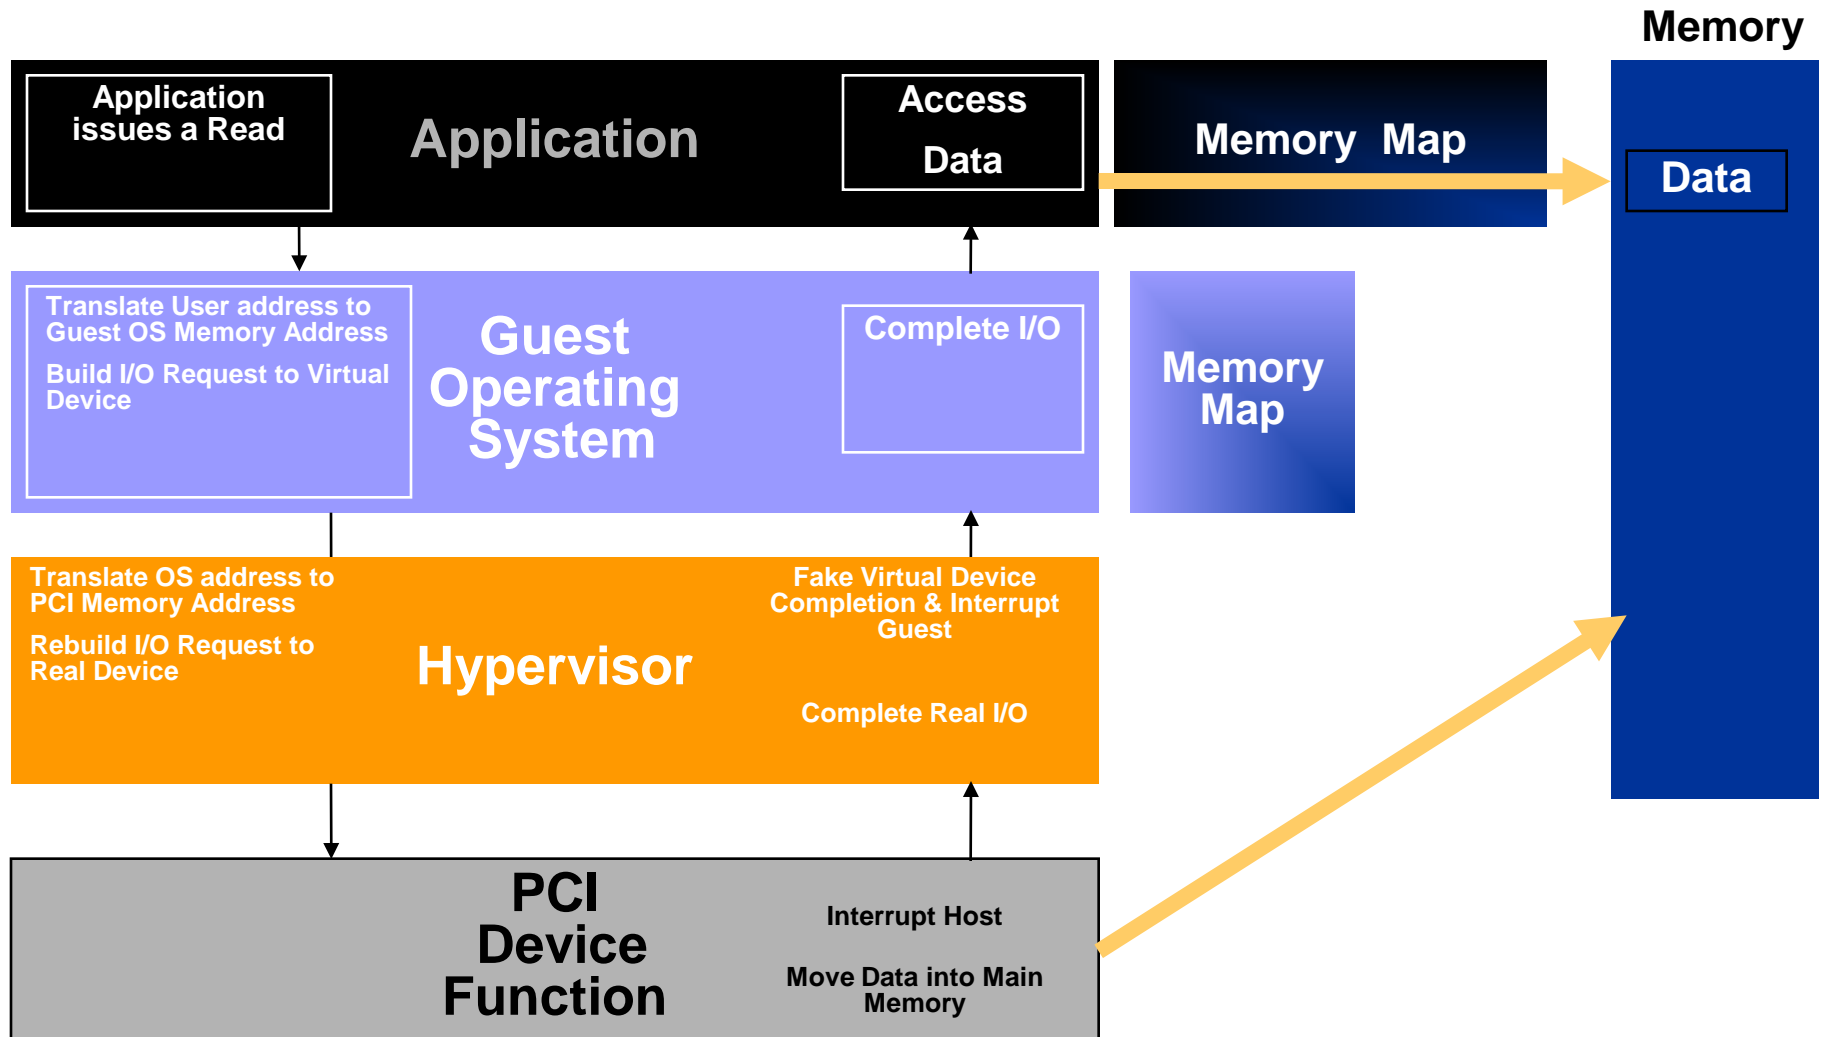 Memory
Application
issues a Read
Application
Access
Data
Memory Map
Data
Translate User address to
Guest OS Memory Address
Build I/O Request to Virtual
Device
Guest
Operating
System
Complete I/O
Memory
Map
Translate OS address to
PCI Memory Address
Rebuild I/O Request to
Real Device
Hypervisor
Fake Virtual Device
Completion & Interrupt
Guest
Complete Real I/O
PCI
Device
Function
Interrupt Host
Move Data into Main
Memory